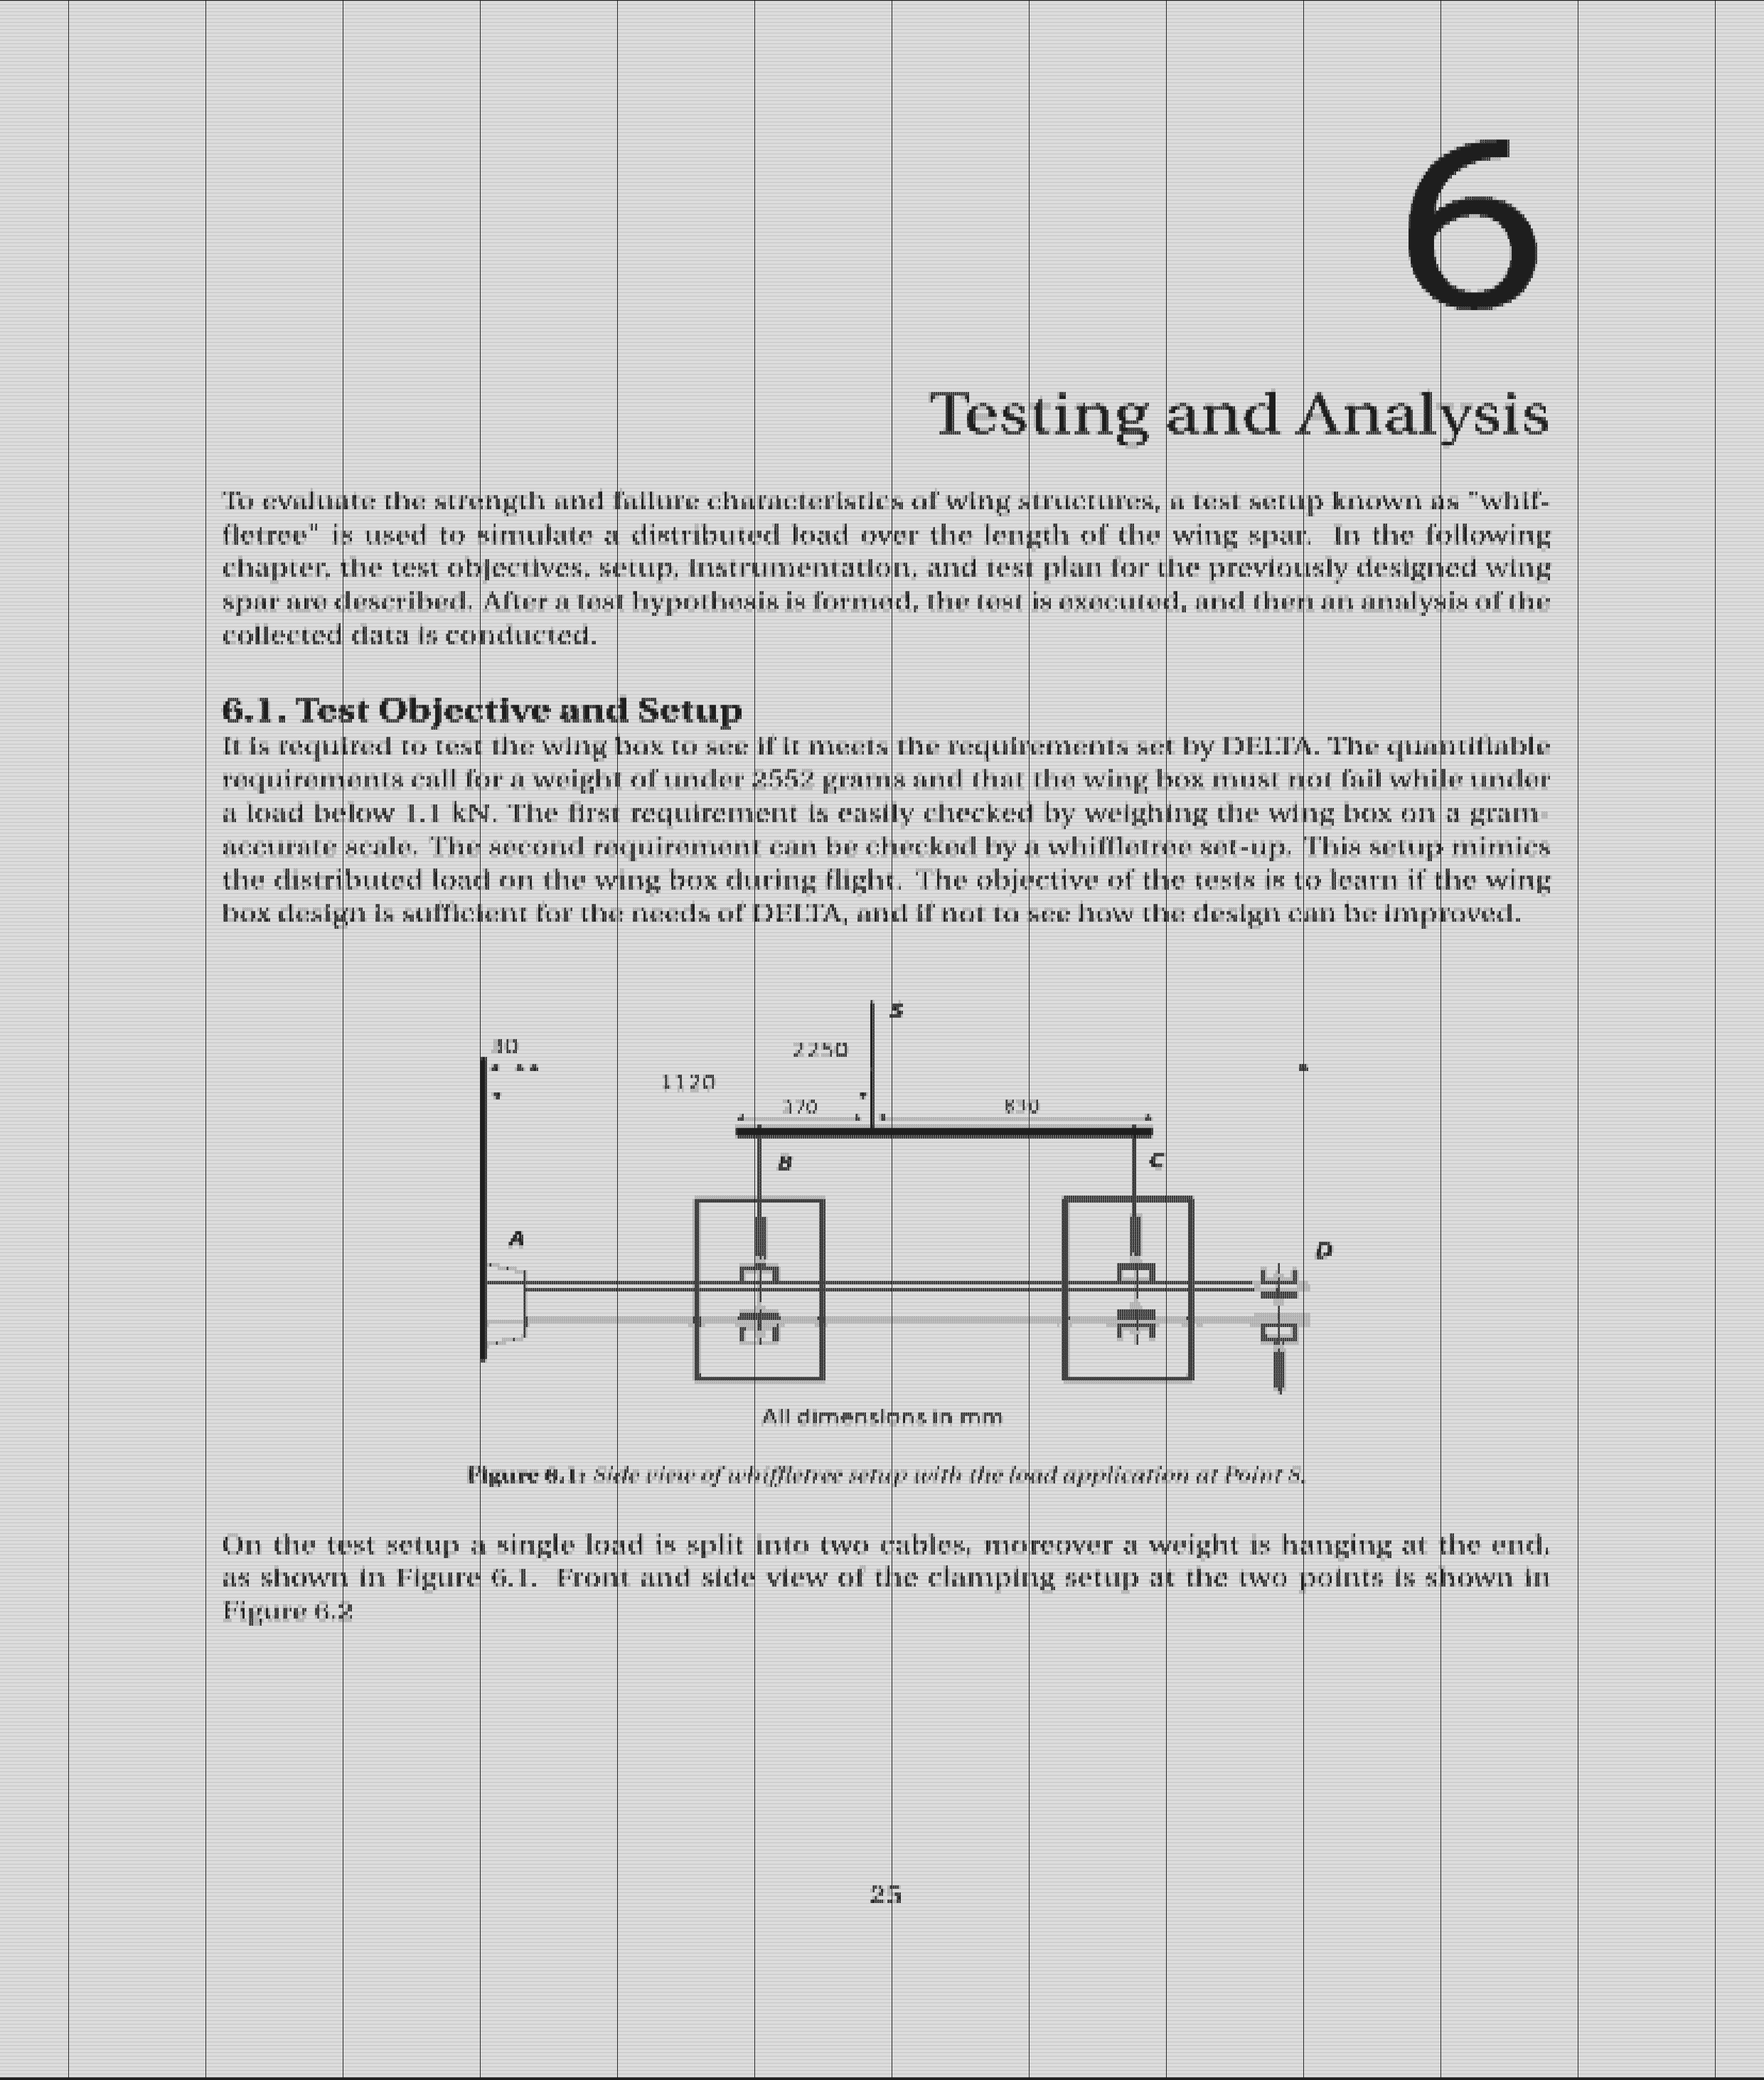 6
Testing and Analysis
To evaluate the strength and failure characteristics of wing structures, a test setup known as "whif-
fletree" is used to simulate a distributed load over the length of the wing spar. In the following
chapter, the test objectives, setup, instrumentation, and test plan for the previously designed wing
spar are described. After a test hypothesis is formed, the test is executed, and then an analysis of the
collected data is conducted.
6.1. Test Objective and Setup
It is required to test the wing box to see if it meets the requirements set by DELTA. The quantifiable
requirements call for a weight of under 2552 grams and that the wing box must not fail while under
a load below 1.1 kN. The first requirement is easily checked by weighing the wing box on a gram-
accurate scale. The second requirement can be checked by a whiffletree set-up. This setup mimics
the distributed load on the wing box during flight. The objective of the tests is to learn if the wing
box design is sufficient for the needs of DELTA, and if not to see how the design can be improved.
S
2250
1120
B
C
A
D
All dimensions in mm
Figure 6.1: Side view of whiffletree setup with the load application at Point S.
On the test setup a single load is split into two cables, moreover a weight is hanging at the end,
as shown in Figure 6.1. Front and side view of the clamping setup at the two points is shown in
Figure 6.2
25